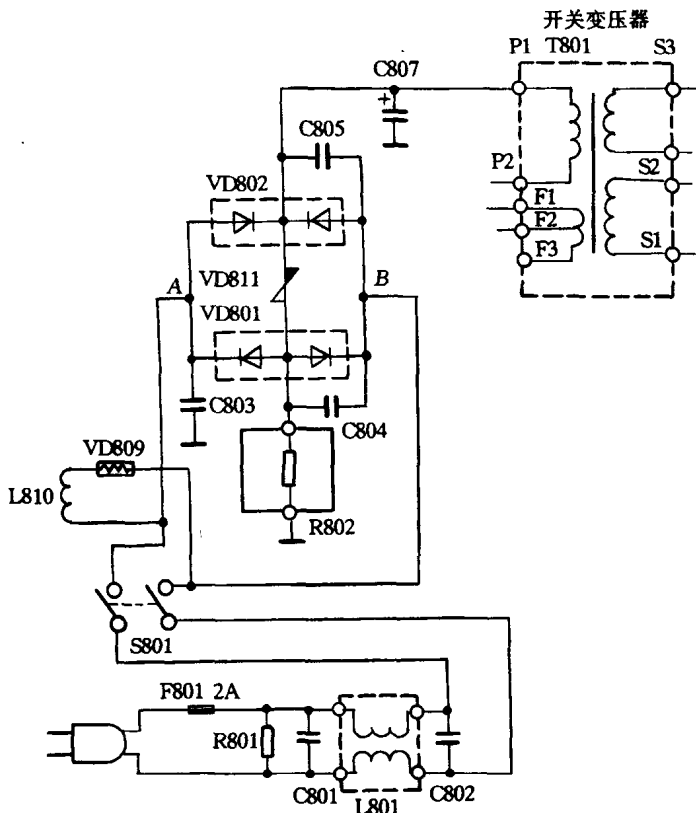 开关变压器
P1 T801 S3
C807
+
C805
P2
S2
VD802
F1
F2
VD811
B
F3
S1
A
VD801
C803
C804
VD809
L810
R802
S801
F801 2A
R801
C801
L801
C802